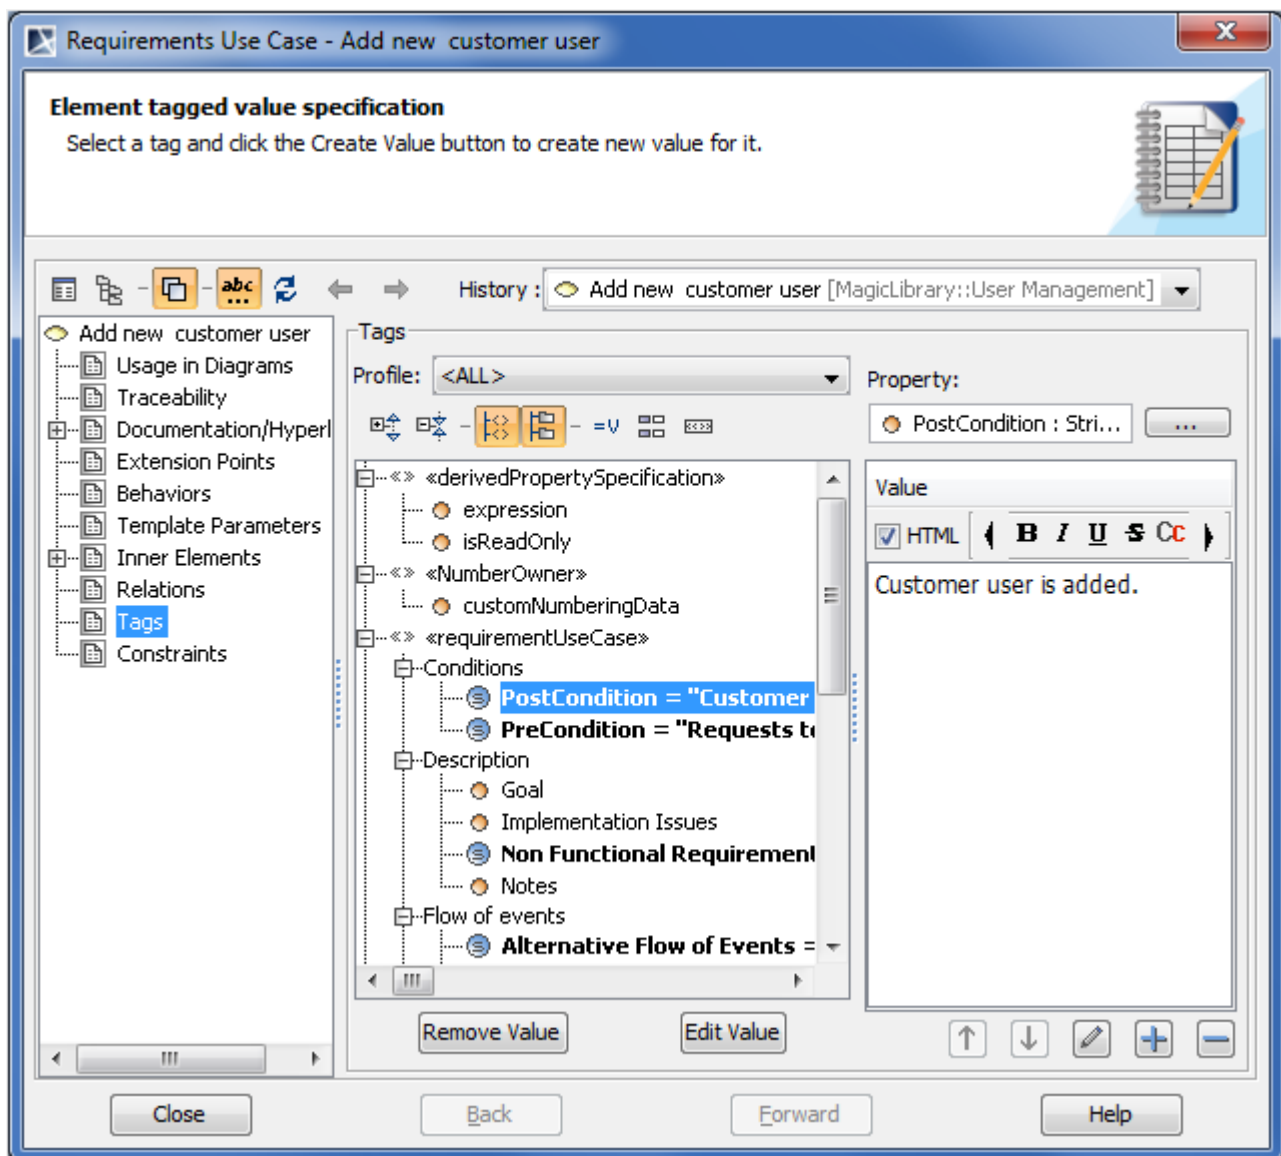 Requirements Use Case - Add new  customer user
Element tagged value specification
Select a tag and click the Create Value button to create new value for it.
abc
History : Add new  customer user [MagicLibrary::User Management]
Add new  customer user
Usage in Diagrams
Traceability
Documentation/Hyperl
Extension Points
Behaviors
Template Parameters
Inner Elements
Relations
Tags
Constraints
Tags
Profile: <ALL>
=V
«derivedPropertySpecification»
expression
isReadOnly
«NumberOwner»
customNumberingData
«requirementUseCase»
Conditions
PostCondition = "Customer
PreCondition = "Requests to
Description
Goal
Implementation Issues
Non Functional Requirement
Notes
Flow of events
Alternative Flow of Events =
Remove Value Edit Value
Property:
PostCondition : Stri... ...
Value
HTML B I U S CC
Customer user is added.
Close Back Forward Help